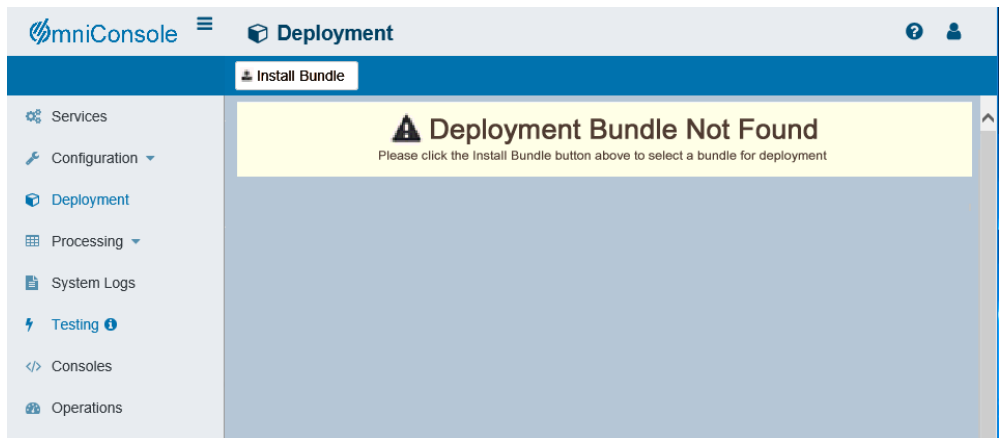 OmniConsole
Deployment
Install Bundle
Services
Configuration
Deployment
Processing
System Logs
Testing
Consoles
Operations
Deployment Bundle Not Found
Please click the Install Bundle button above to select a bundle for deployment